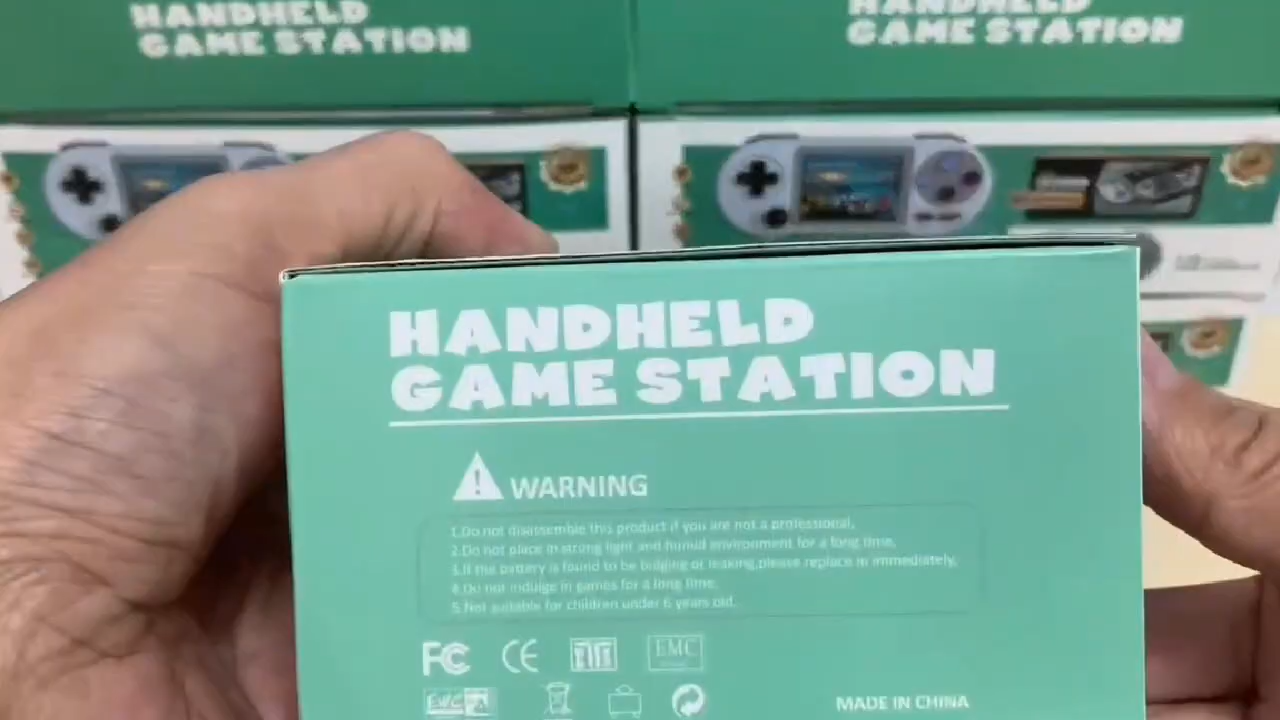 HANDHELD
GAME STATION
HANDHELD
GAME STATION
HANDHELD
GAME STATION
WARNING
1.Do not disassemble this product if you are not a professional,
2.Do not place in strong light and humid environment for a long time,
3.If the battery is found to be bulging or leaking,please replace in immediately,
4.Do not indulge in games for a long time.
5.Not suitable for children under 6 years old.
FC CE EMC
MADE IN CHINA